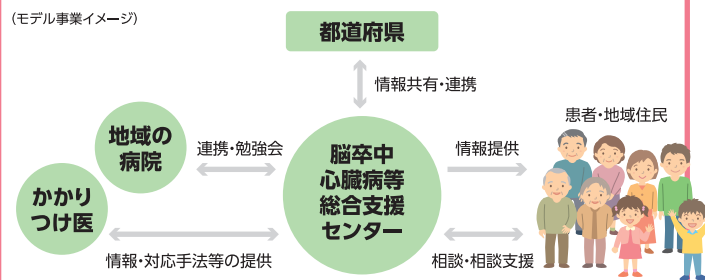 （モデル事業イメージ）
都道府県
情報共有・連携
患者・地域住民
地域の
病院
連携・勉強会
脳卒中
心臓病等
総合支援
センター
情報提供
かかり
つけ医
情報・対応手法等の提供
相談・相談支援